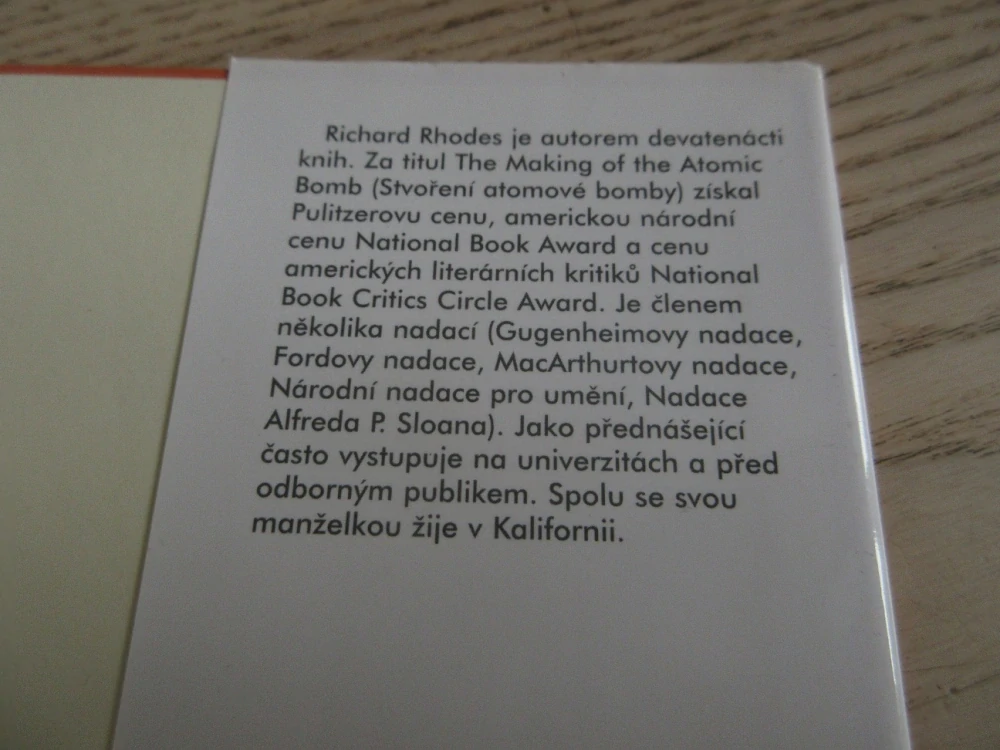 Richard Rhodes je autorem devatenácti
knih. Za titul The Making of the Atomic
Bomb (Stvoření atomové bomby) získal
Pulitzerovu cenu, americkou národní
cenu National Book Award a cenu
amerických literárních kritiků National
Book Critics Circle Award. Je členem
několika nadací (Gugenheimovy nadace,
Fordovy nadace, MacArthurtovy nadace,
Národní nadace pro umění, Nadace
Alfreda P. Sloana). Jako přednášející
často vystupuje na univerzitách a před
odborným publikem. Spolu se svou
manželkou žije v Kalifornii.